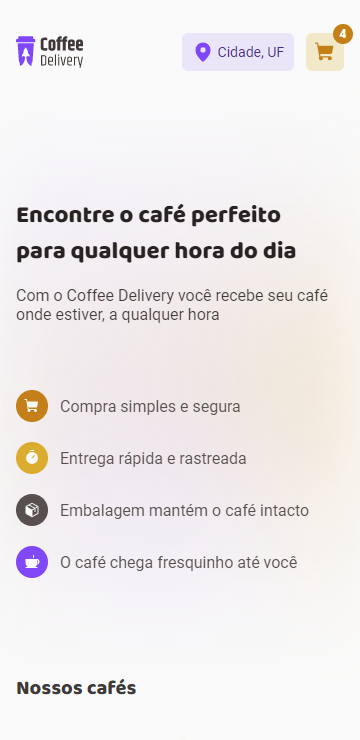 Coffee
Delivery
Cidade, UF
4
Encontre o café perfeito
para qualquer hora do dia
Com o Coffee Delivery você recebe seu café
onde estiver, a qualquer hora
Compra simples e segura
Entrega rápida e rastreada
Embalagem mantém o café intacto
O café chega fresquinho até você
Nossos cafés